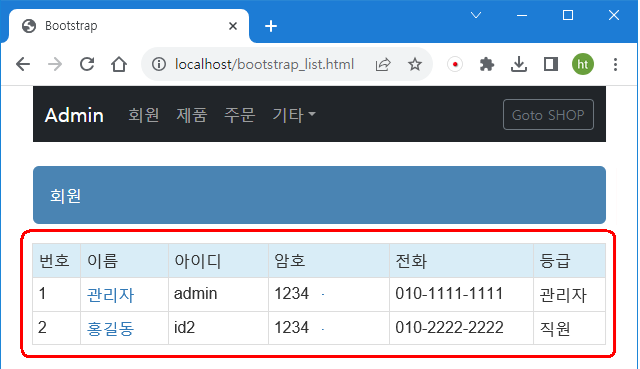 Bootstrap
localhost/bootstrap_list.html
ht
Admin 회원 제품 주문 기타 Goto SHOP
회원
번호 이름 아이디 암호 전화 등급
1 관리자 admin 1234 010-1111-1111 관리자
2 홍길동 id2 1234 010-2222-2222 직원